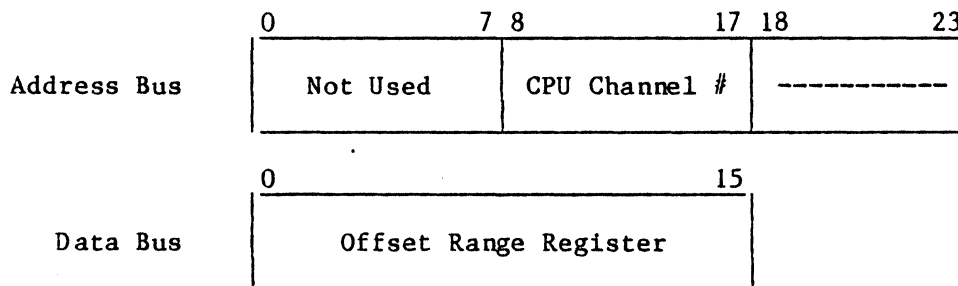 0 7 8 17 18 23
Address Bus Not Used CPU Channel # -----------
0 15
Data Bus Offset Range Register